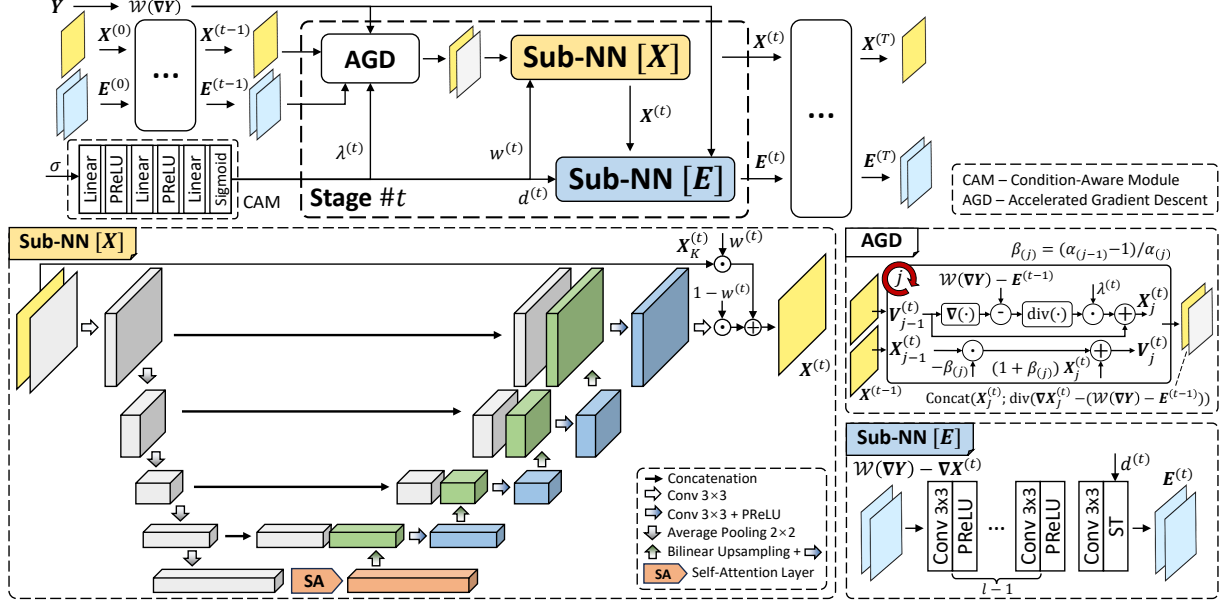 Y
𝒲(∇Y)
X^(0)
X^(t−1)
E^(0)
E^(t−1)
...
AGD
Sub-NN [X]
X^(t)
X^(t)
...
X^(T)
λ^(t)
w^(t)
d^(t)
Sub-NN [E]
E^(t)
E^(T)
Stage #t
σ
Linear
PReLU
Linear
PReLU
Linear
Sigmoid
CAM
CAM – Condition-Aware Module
AGD – Accelerated Gradient Descent
Sub-NN [X]
X_K^(t)
w^(t)
1 − w^(t)
X^(t)
SA
Concatenation
Conv 3×3
Conv 3×3 + PReLU
Average Pooling 2×2
Bilinear Upsampling +
SA Self-Attention Layer
AGD
β_(j) = (α_(j−1)−1)/α_(j)
j
𝒲(∇Y) − E^(t−1)
λ^(t)
V_{j−1}^(t)
∇(·)
-
div(·)
X_j^(t)
X_{j−1}^(t)
−β_(j)
(1 + β_(j)) X_j^(t)
V_j^(t)
X^(t−1)
Concat(X_j^(t); div(∇X_j^(t) −(𝒲(∇Y) − E^(t−1)))
Sub-NN [E]
𝒲(∇Y) − ∇X^(t)
d^(t)
E^(t)
Conv 3x3
PReLU
...
Conv 3x3
PReLU
Conv 3x3
ST
l − 1